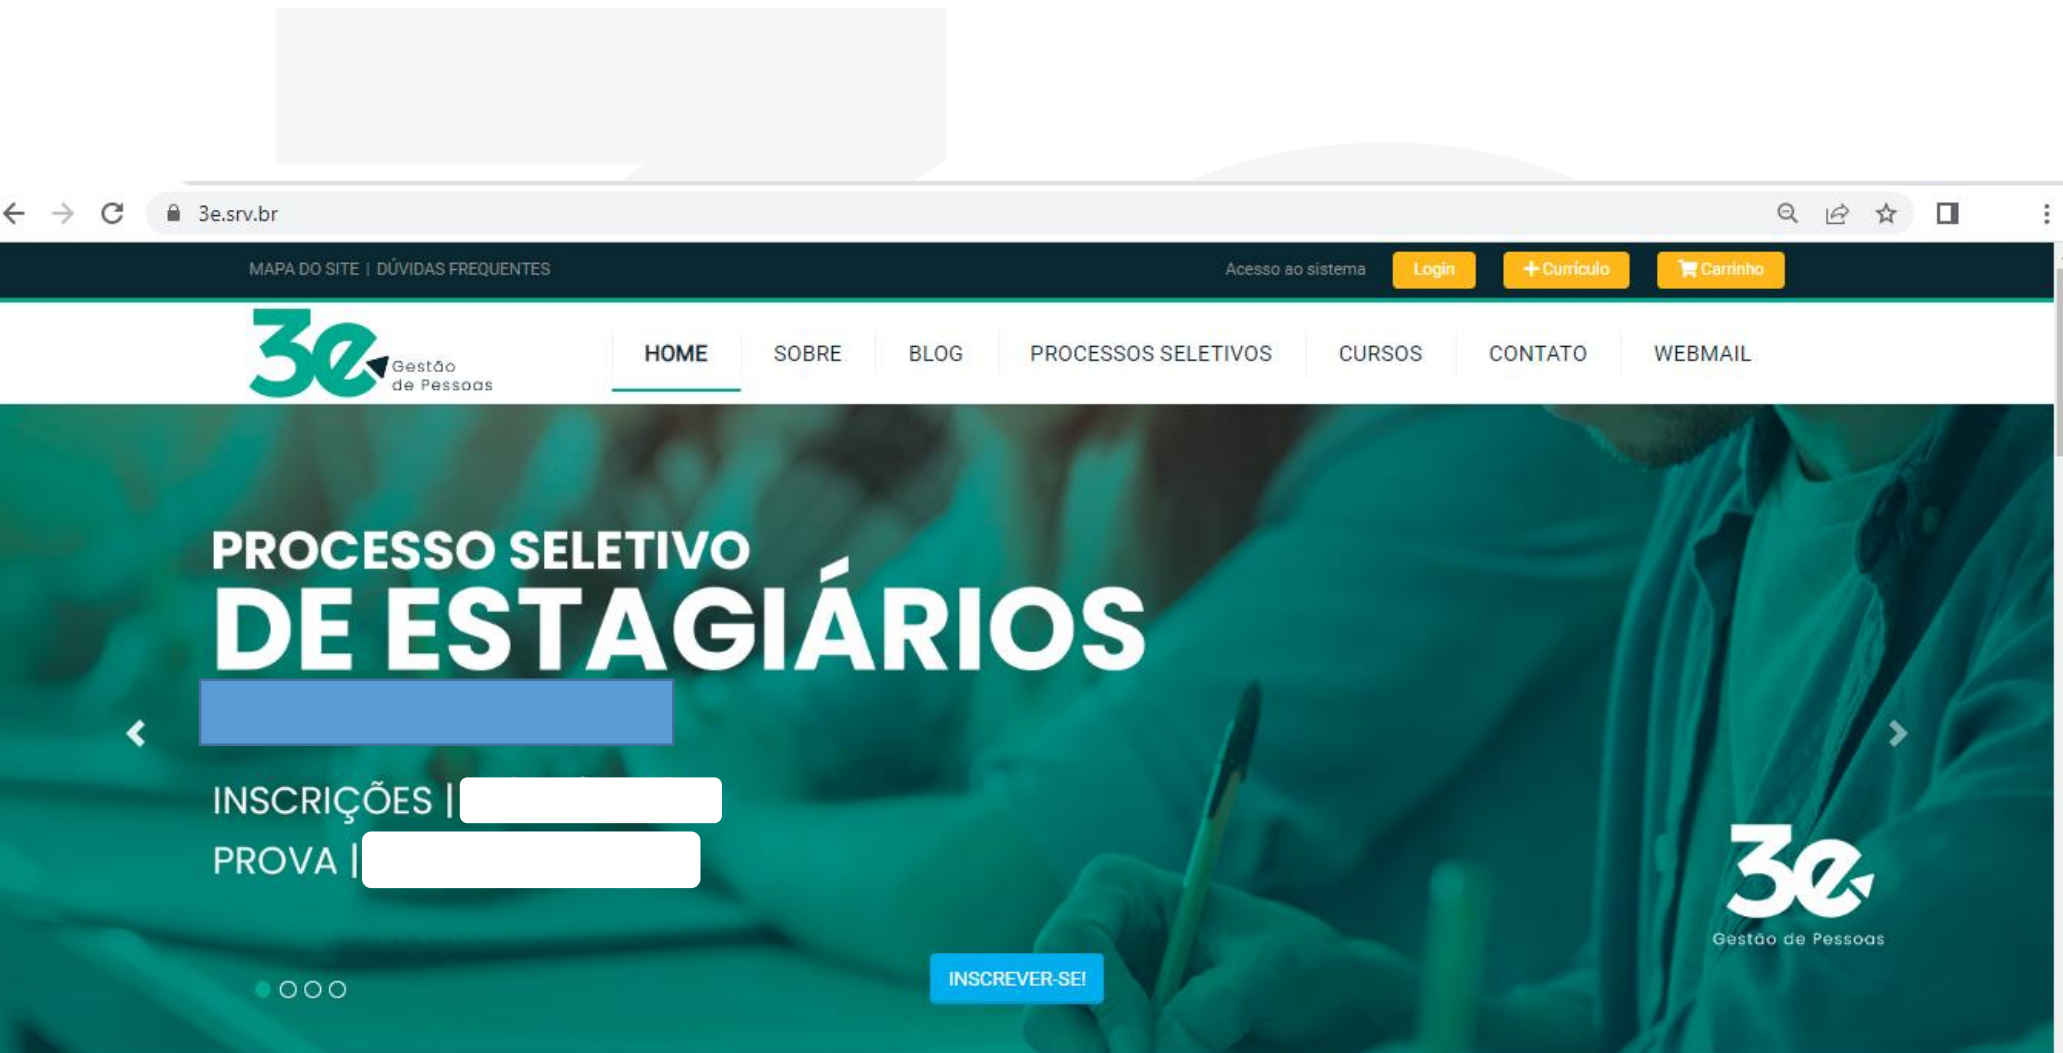 3e.srv.br
MAPA DO SITE | DÚVIDAS FREQUENTES
Acesso ao sistema
Login
+ Currículo
Carrinho
3e Gestão
de Pessoas
HOME
SOBRE
BLOG
PROCESSOS SELETIVOS
CURSOS
CONTATO
WEBMAIL
PROCESSO SELETIVO
DE ESTAGIÁRIOS
INSCRIÇÕES |
PROVA |
3e
Gestão de Pessoas
INSCREVER-SE!